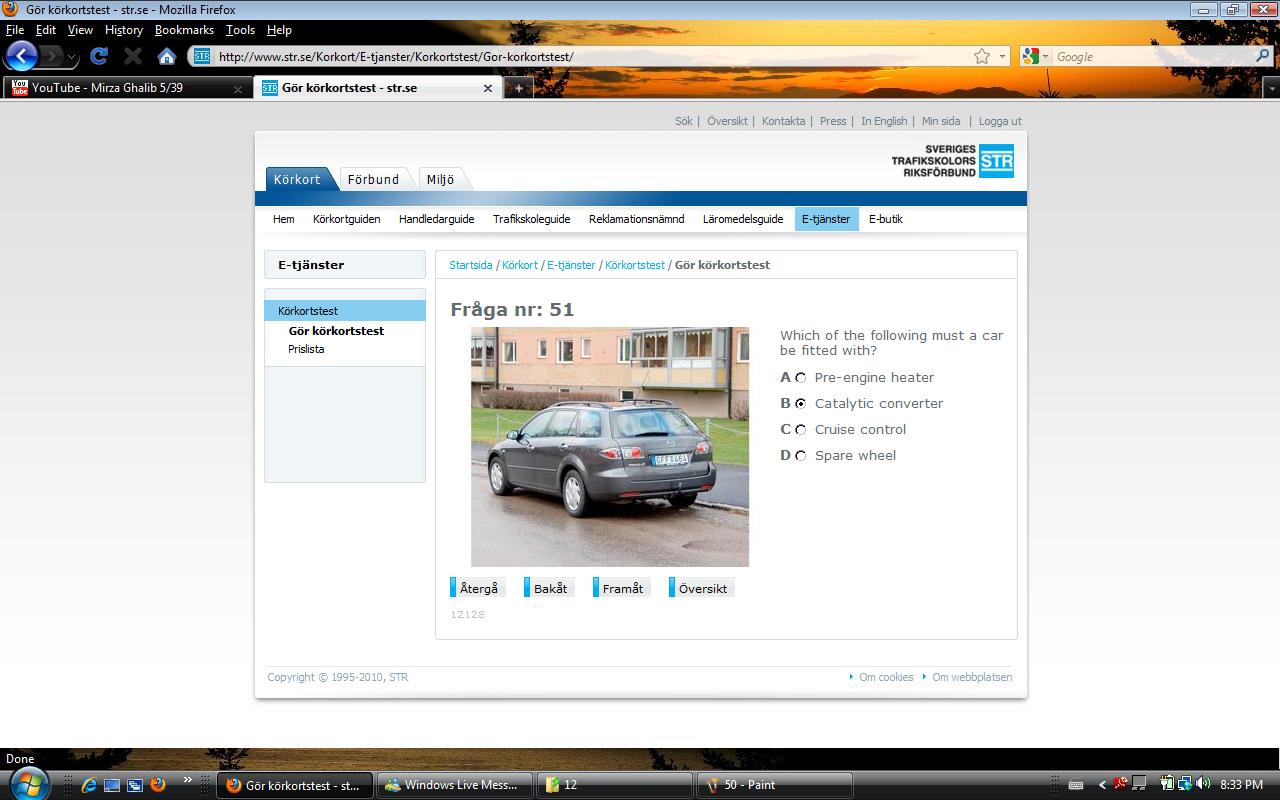 Gör körkortstest - str.se - Mozilla Firefox
File Edit View History Bookmarks Tools Help
STR http://www.str.se/Korkort/E-tjanster/Korkortstest/Gor-korkortstest/ Google
You Tube YouTube - Mirza Ghalib 5/39 STR Gör körkortstest - str.se
Sök | Översikt | Kontakta | Press | In English | Min sida | Logga ut
SVERIGES
TRAFIKSKOLORS
RIKSFÖRBUND
STR
Körkort Förbund Miljö
Hem Körkortguiden Handledarguide Trafikskoleguide Reklamationsnämnd Läromedelsguide E-tjänster E-butik
E-tjänster
Körkortstest
Gör körkortstest
Prislista
Startsida / Körkort / E-tjänster / Körkortstest / Gör körkortstest
Fråga nr: 51
Which of the following must a car
be fitted with?
A Pre-engine heater
B Catalytic converter
C Cruise control
D Spare wheel
Återgå Bakåt Framåt Översikt
12128
Copyright © 1995-2010, STR Om cookies Om webbplatsen
Done
Gör körkortstest - st... Windows Live Mess... 12 50 - Paint 8:33 PM